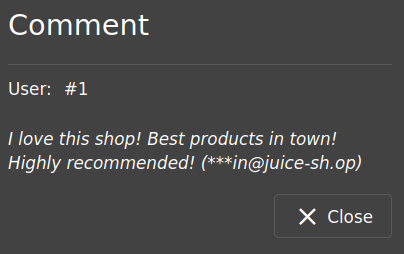 Comment
User: #1
I love this shop! Best products in town!
Highly recommended! (***in@juice-sh.op)
Close